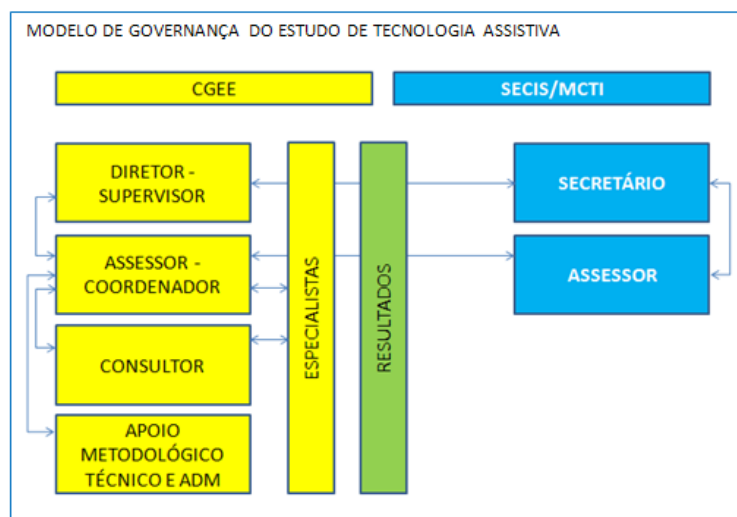 MODELO DE GOVERNANÇA DO ESTUDO DE TECNOLOGIA ASSISTIVA
CGEE
SECIS/MCTI
DIRETOR -
SUPERVISOR
SECRETÁRIO
ASSESSOR -
COORDENADOR
ASSESSOR
CONSULTOR
APOIO
METODOLÓGICO
TÉCNICO E ADM
ESPECIALISTAS
RESULTADOS